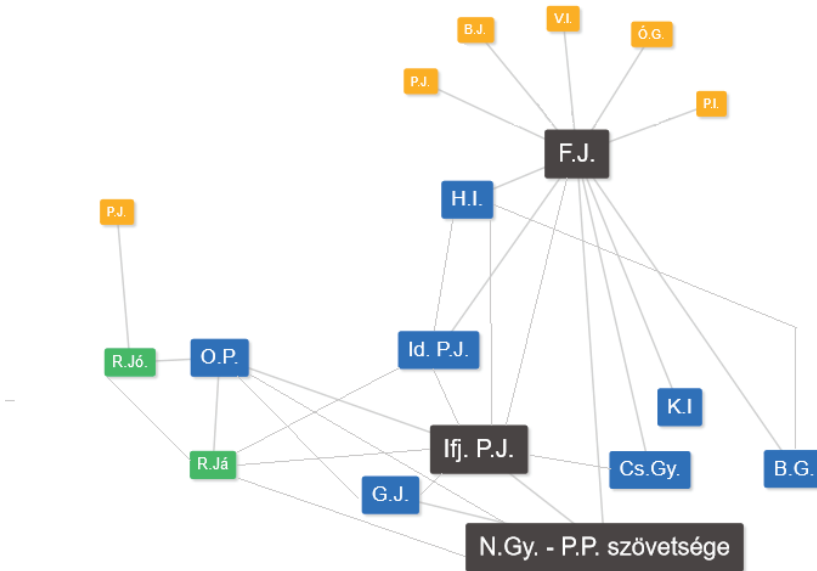 V.I.
B.J.
Ó.G.
P.J.
P.I.
F.J.
H.I.
P.J.
R.Jó.
O.P.
Id. P.J.
K.I
Ifj. P.J.
R.Já
Cs.Gy.
B.G.
G.J.
N.Gy. - P.P. szövetsége